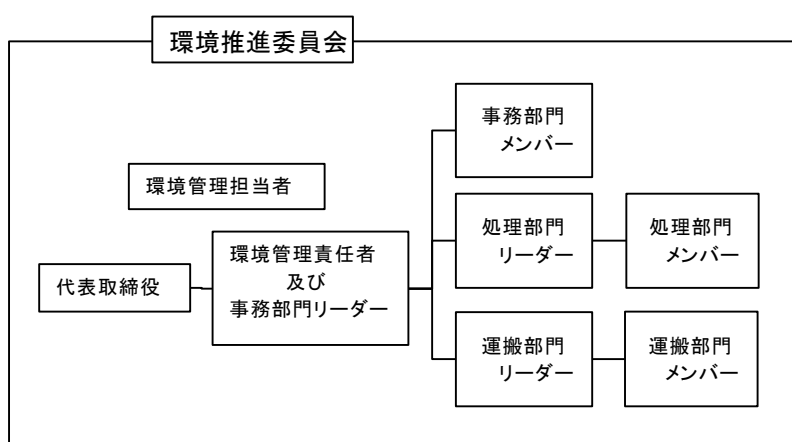 環境推進委員会
事務部門
メンバー
環境管理担当者
処理部門
リーダー
処理部門
メンバー
環境管理責任者
及び
事務部門リーダー
代表取締役
運搬部門
リーダー
運搬部門
メンバー